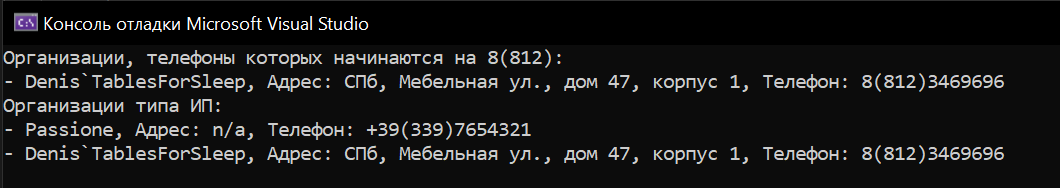 C:\ Консоль отладки Microsoft Visual Studio
Организации, телефоны которых начинаются на 8(812):
- Denis`TablesForSleep, Адрес: СПб, Мебельная ул., дом 47, корпус 1, Телефон: 8(812)3469696
Организации типа ИП:
- Passione, Адрес: n/a, Телефон: +39(339)7654321
- Denis`TablesForSleep, Адрес: СПб, Мебельная ул., дом 47, корпус 1, Телефон: 8(812)3469696